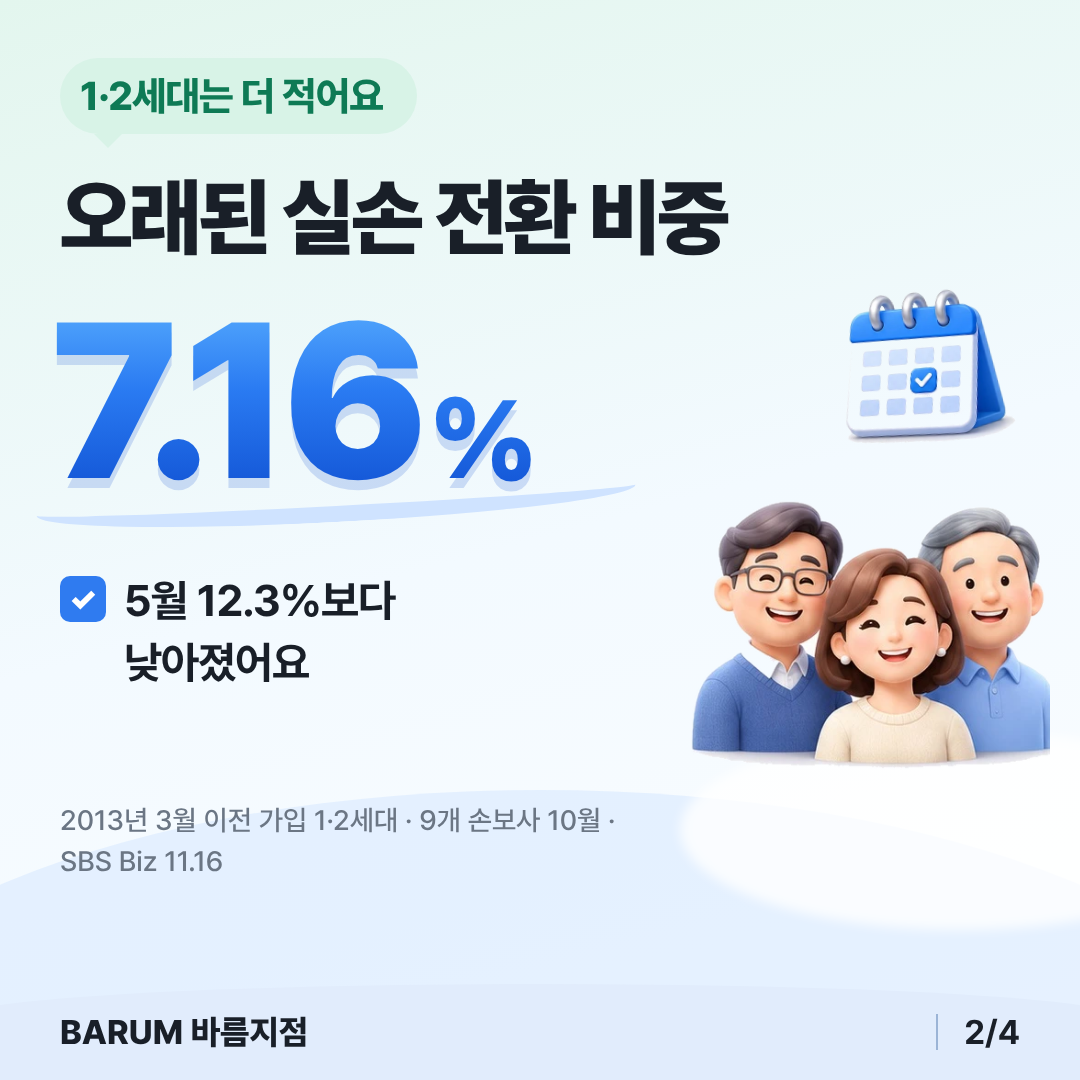 1·2세대는 더 적어요
오래된 실손 전환 비중
7.16%
5월 12.3%보다
낮아졌어요
2013년 3월 이전 가입 1·2세대 · 9개 손보사 10월 ·
SBS Biz 11.16
BARUM 바름지점
2/4